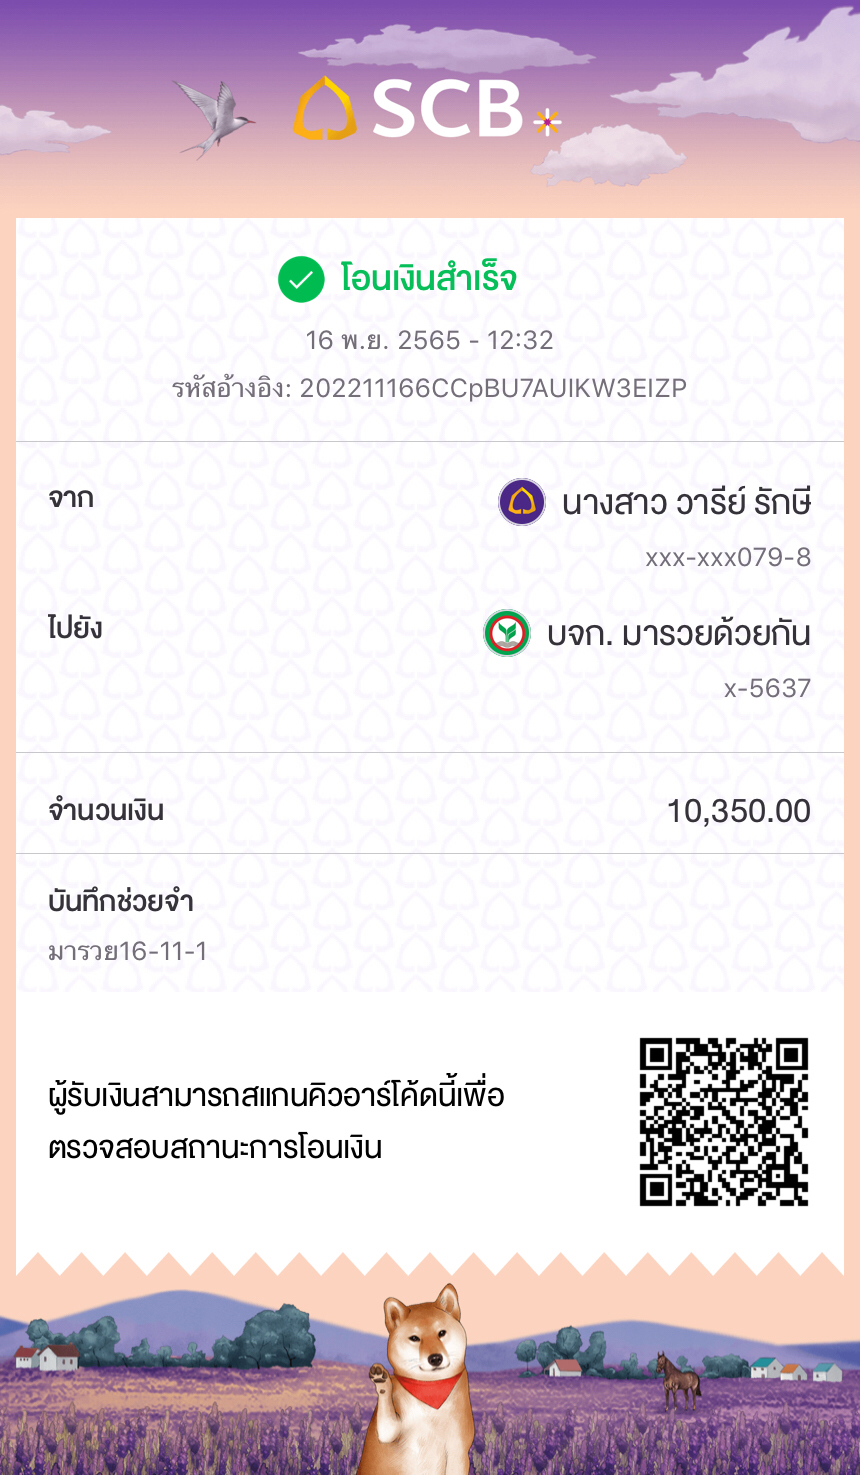 SCB
โอนเงินสำเร็จ
16 พ.ย. 2565 - 12:32
รหัสอ้างอิง: 202211166CCpBU7AUIKW3EIZP
จาก
นางสาว วารีย์ รักษี
xxx-xxx079-8
ไปยัง
บจก. มารวยด้วยกัน
x-5637
จำนวนเงิน
10,350.00
บันทึกช่วยจำ
มารวย16-11-1
ผู้รับเงินสามารถสแกนคิวอาร์โค้ดนี้เพื่อ
ตรวจสอบสถานะการโอนเงิน